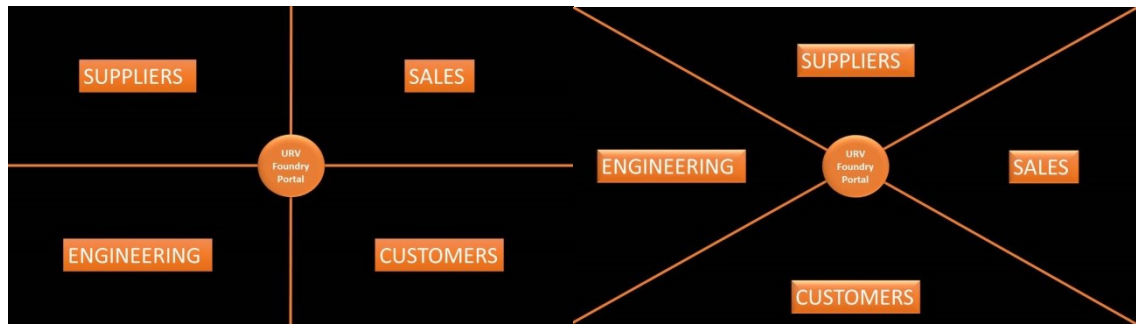 SUPPLIERS
SALES
URV
Foundry
Portal
ENGINEERING
CUSTOMERS
SUPPLIERS
ENGINEERING
URV
Foundry
Portal
SALES
CUSTOMERS